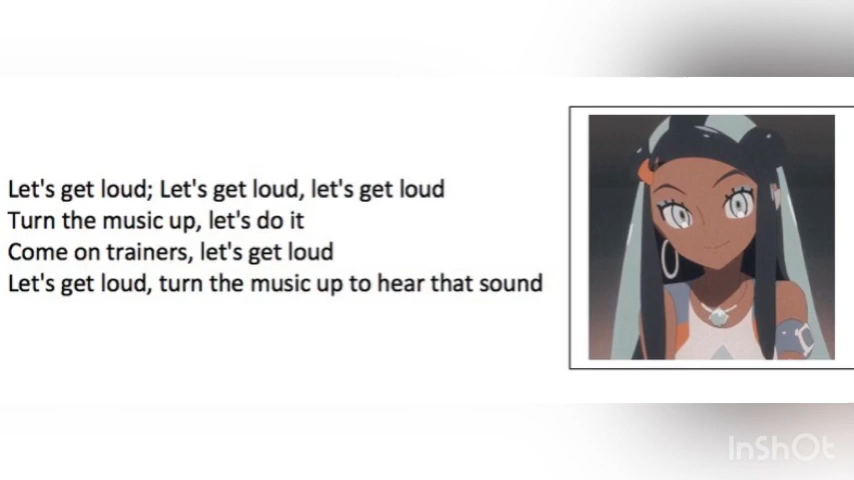 Let's get loud; Let's get loud, let's get loud
Turn the music up, let's do it
Come on trainers, let's get loud
Let's get loud, turn the music up to hear that sound
InShOt